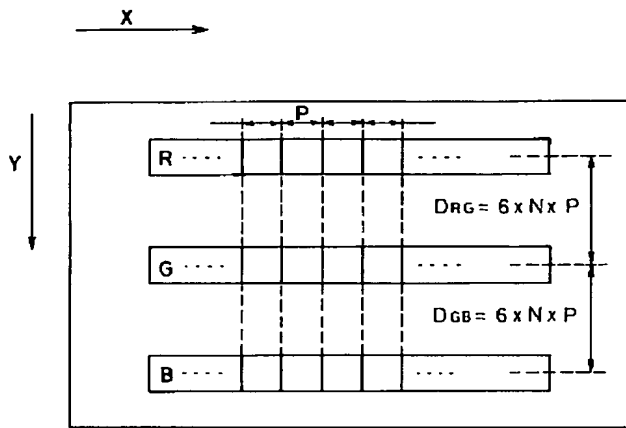 X
Y
P
R ···· ····
DRG = 6 x N x P
G ···· ····
DGB = 6 x N x P
B ···· ····